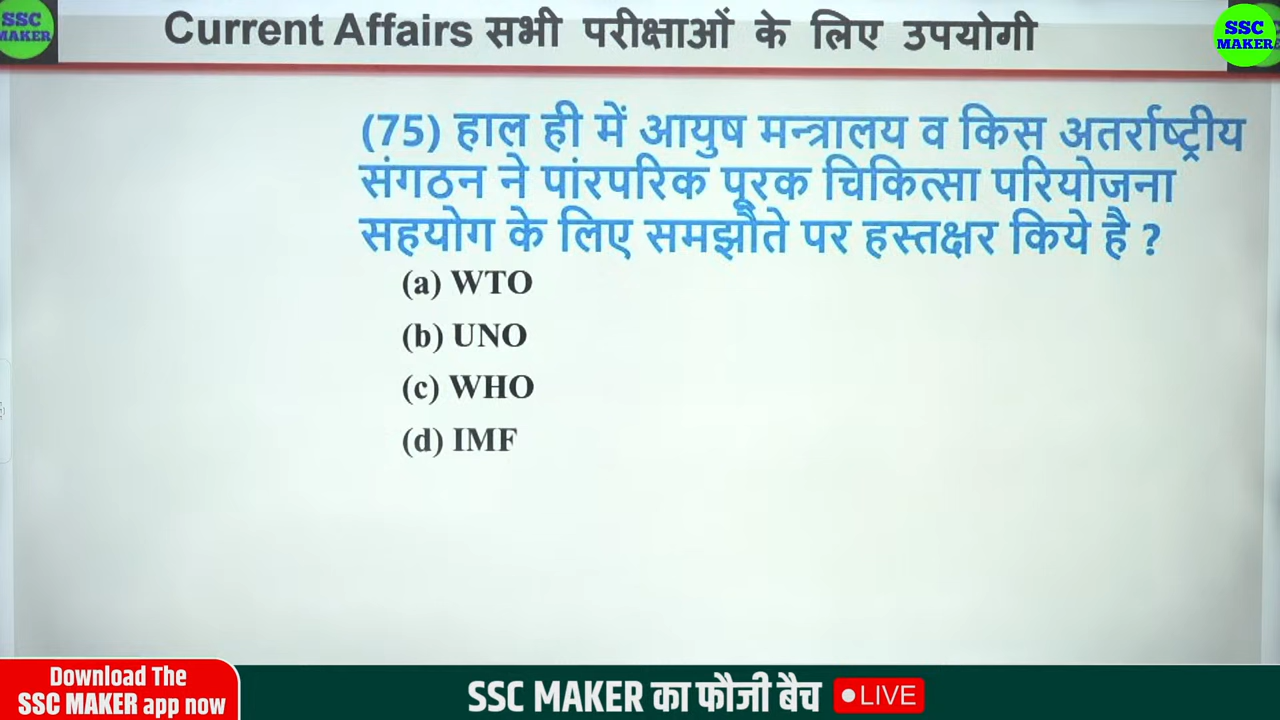 SSC
MAKER
Current Affairs सभी परीक्षाओं के लिए उपयोगी
SSC
MAKER
(75) हाल ही में आयुष मन्त्रालय व किस अतर्राष्ट्रीय
संगठन ने पांरपरिक पूरक चिकित्सा परियोजना
सहयोग के लिए समझौते पर हस्तक्षर किये है ?
(a) WTO
(b) UNO
(c) WHO
(d) IMF
Download The
SSC MAKER app now
SSC MAKER का फौजी बैच
LIVE